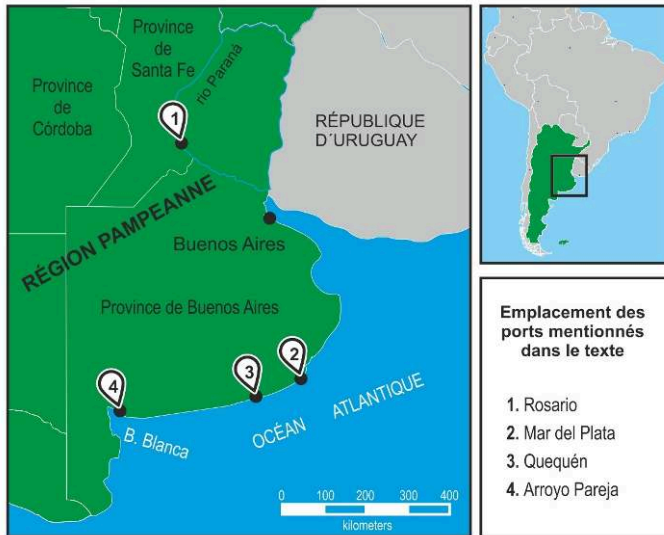 Province
de
Santa Fe
río Paraná
Province
de
Córdoba
RÉPUBLIQUE
D´URUGUAY
1
RÉGION PAMPEANNE
Buenos Aires
Province de Buenos Aires
2
3
4
B. Blanca
OCÉAN ATLANTIQUE
0 100 200 300 400
kilometers
Emplacement des
ports mentionnés
dans le texte
1. Rosario
2. Mar del Plata
3. Quequén
4. Arroyo Pareja